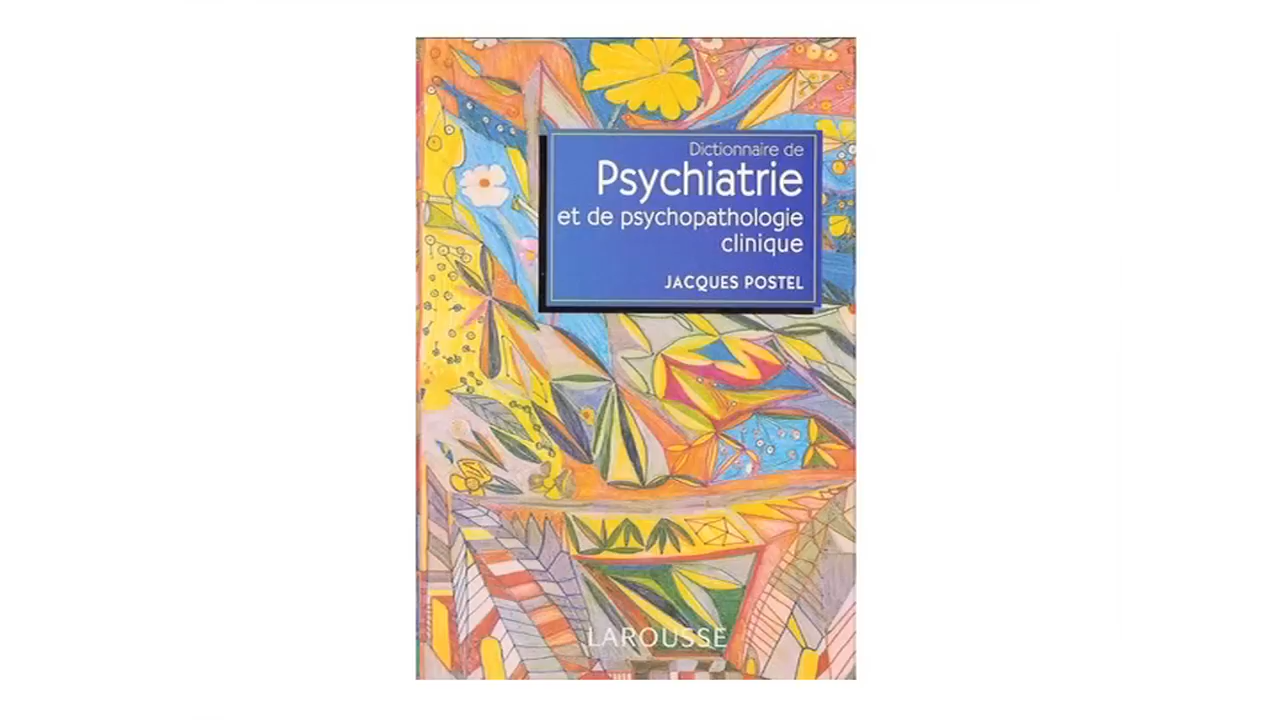 Dictionnaire de
Psychiatrie
et de psychopathologie
clinique
JACQUES POSTEL
LAROUSSE